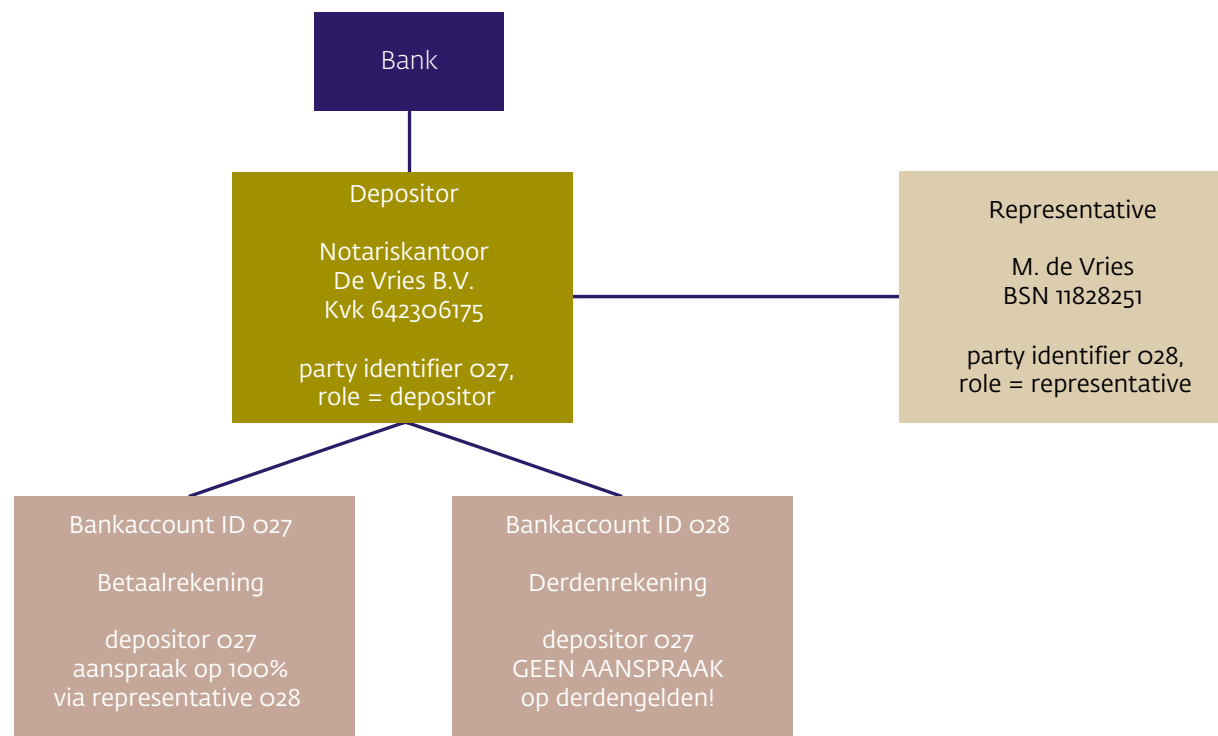 Bank
Depositor
Notariskantoor
De Vries B.V.
Kvk 642306175
party identifier 027,
role = depositor
Representative
M. de Vries
BSN 11828251
party identifier 028,
role = representative
Bankaccount ID 027
Betaalrekening
depositor 027
aanspraak op 100%
via representative 028
Bankaccount ID 028
Derdenrekening
depositor 027
GEEN AANSPRAAK
op derdengelden!